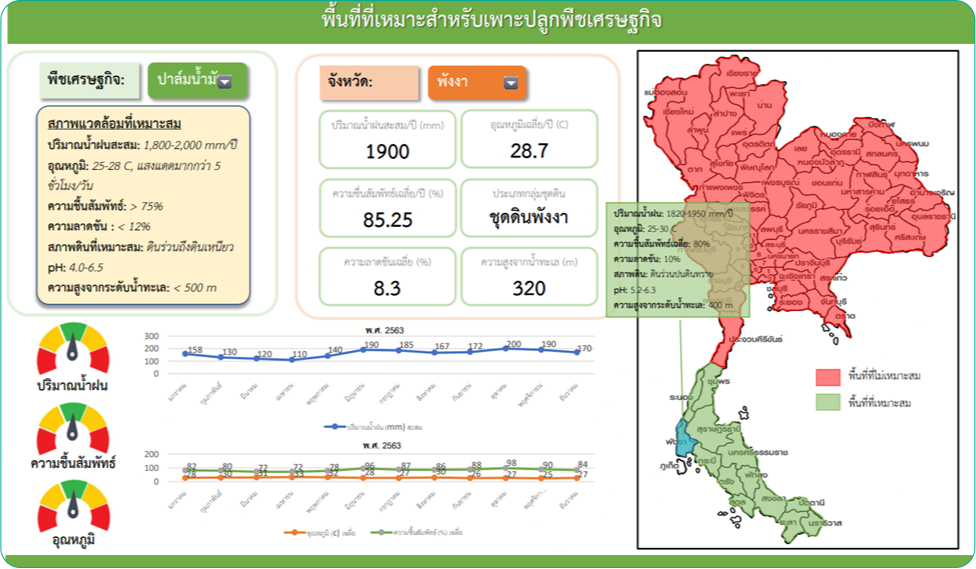 พื้นที่ที่เหมาะสำหรับเพาะปลูกพืชเศรษฐกิจ
พืชเศรษฐกิจ:
ปาล์มน้ำมั
สภาพแวดล้อมที่เหมาะสม
ปริมาณน้ำฝนสะสม: 1,800-2,000 mm/ปี
อุณหภูมิ: 25-28 C, แสงแดดมากกว่า 5
ชั่วโมง/วัน
ความชื้นสัมพัทธ์: > 75%
ความลาดชัน : < 12%
สภาพดินที่เหมาะสม: ดินร่วนถึงดินเหนียว
pH: 4.0-6.5
ความสูงจากระดับน้ำทะเล: < 500 m
จังหวัด:
พังงา
ปริมาณน้ำฝนสะสม/ปี (mm)
1900
อุณหภูมิเฉลี่ย/ปี (C)
28.7
ความชื้นสัมพัทธ์เฉลี่ย/ปี (%)
85.25
ประเภทกลุ่มชุดดิน
ชุดดินพังงา
ความลาดชันเฉลี่ย (%)
8.3
ความสูงจากน้ำทะเล (m)
320
ปริมาณน้ำฝน
ความชื้นสัมพัทธ์
อุณหภูมิ
พ.ศ. 2563
300
200
100
0
158 130 120 110 140 190 185 167 172 200 190 170
มกราคม กุมภาพันธ์ มีนาคม เมษายน พฤษภาคม มิถุนายน กรกฎาคม สิงหาคม กันยายน ตุลาคม พฤศจิกายน ธันวาคม
ปริมาณน้ำฝน (mm) สะสม
พ.ศ. 2563
200
100
0
82 80 72 72 78 96 87 86 88 98 90 84
28 30 31 33 32 28 27 30 26 27 25 27
มกราคม กุมภาพันธ์ มีนาคม เมษายน พฤษภาคม มิถุนายน กรกฎาคม สิงหาคม กันยายน ตุลาคม พฤศจิกา... ธันวาคม
อุณหภูมิ (C) เฉลี่ย
ความชื้นสัมพัทธ์ (%) เฉลี่ย
เชียงราย
แม่ฮ่องสอน
พะเยา
เชียงใหม่
น่าน
ลำปาง
ลำพูน
แพร่
อุตรดิตถ์
สุโขทัย
พิษณุโลก
ตาก
กำแพงเพชร
พิจิตร
เพชรบูรณ์
เลย
หนองคาย
บึงกาฬ
นครพนม
อุดรธานี
สกลนคร
หนองบัวลำภู
กาฬสินธุ์
มุกดาหาร
ขอนแก่น
มหาสารคาม
อำนาจเจริญ
ยโสธร
ร้อยเอ็ด
ชัยภูมิ
อุบลราชธานี
นครราชสีมา
สุรินทร์
บุรีรัมย์
ศรีสะเกษ
ลพบุรี
สระบุรี
นครนายก
ปราจีนบุรี
ฉะเชิงเทรา
สระแก้ว
ชลบุรี
ระยอง
จันทบุรี
ตราด
ปริมาณน้ำฝน: 1820-1950 mm/ปี
อุณหภูมิ: 25-30 C
ความชื้นสัมพัทธ์เฉลี่ย: 80%
ความลาดชัน: 10%
สภาพดิน: ดินร่วนปนดินทราย
pH: 5.2-6.3
ความสูงจากระดับน้ำทะเล: 400 m
ประจวบคีรีขันธ์
ชุมพร
ระนอง
สุราษฎร์ธานี
พังงา
นครศรีธรรมราช
กระบี่
ภูเก็ต
ตรัง
พัทลุง
สตูล
สงขลา
ปัตตานี
ยะลา
นราธิวาส
พื้นที่ที่ไม่เหมาะสม
พื้นที่ที่เหมาะสม